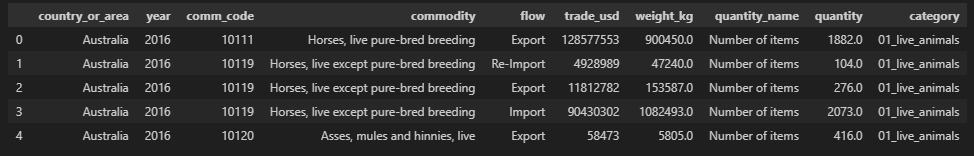 country_or_area year comm_code commodity flow trade_usd weight_kg quantity_name quantity category
0 Australia 2016 10111 Horses, live pure-bred breeding Export 128577553 900450.0 Number of items 1882.0 01_live_animals
1 Australia 2016 10119 Horses, live except pure-bred breeding Re-Import 4928989 47240.0 Number of items 104.0 01_live_animals
2 Australia 2016 10119 Horses, live except pure-bred breeding Export 11812782 153587.0 Number of items 276.0 01_live_animals
3 Australia 2016 10119 Horses, live except pure-bred breeding Import 90430302 1082493.0 Number of items 2073.0 01_live_animals
4 Australia 2016 10120 Asses, mules and hinnies, live Export 58473 5805.0 Number of items 416.0 01_live_animals